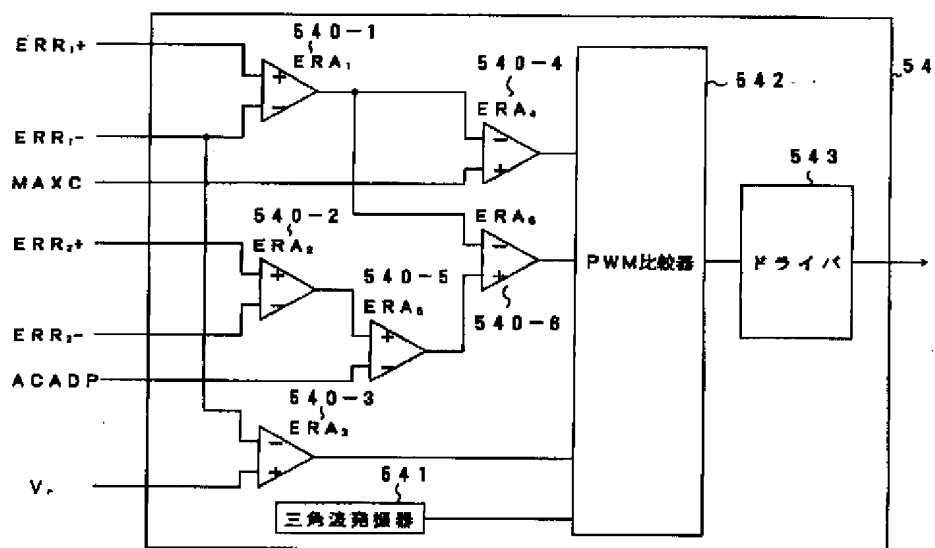 ERR₁+
540-1
ERA₁
540-4
54
ERA₄
542
ERR₁-
MAXC
543
540-2
ERA₆
ERR₂+
ERA₂
540-5
PWM比較器
ドライバ
ERA₅
540-6
ERR₂-
ACADP
540-3
ERA₃
541
Vr
三角波発振器
+
-
-
+
+
-
-
+
+
-
-
+